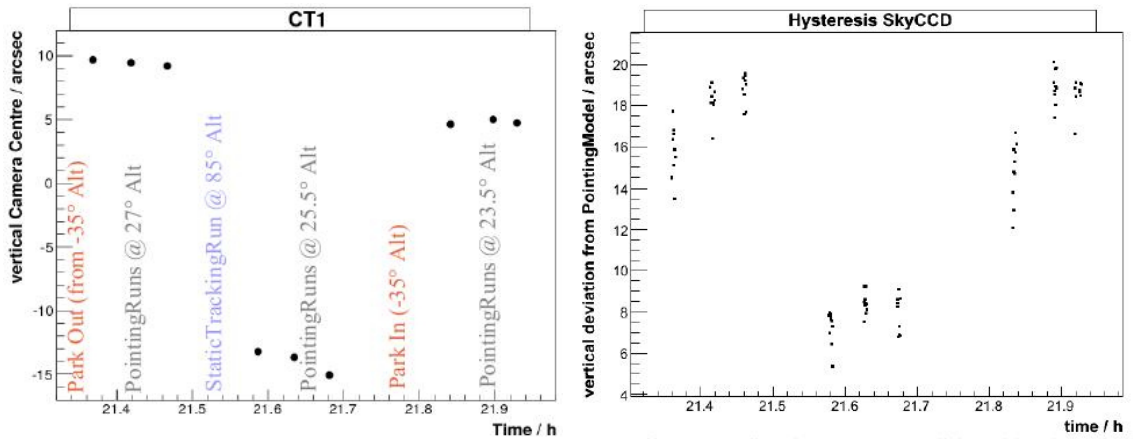 CT1
vertical Camera Centre / arcsec
10
5
0
-5
-10
-15
Park Out (from -35° Alt)
PointingRuns @ 27° Alt
StaticTrackingRun @ 85° Alt
PointingRuns @ 25.5° Alt
Park In (-35° Alt)
PointingRuns @ 23.5° Alt
21.4 21.5 21.6 21.7 21.8 21.9
Time / h
Hysteresis SkyCCD
vertical deviation from PointingModel / arcsec
20
18
16
14
12
10
8
6
4
21.4 21.5 21.6 21.7 21.8 21.9
time / h